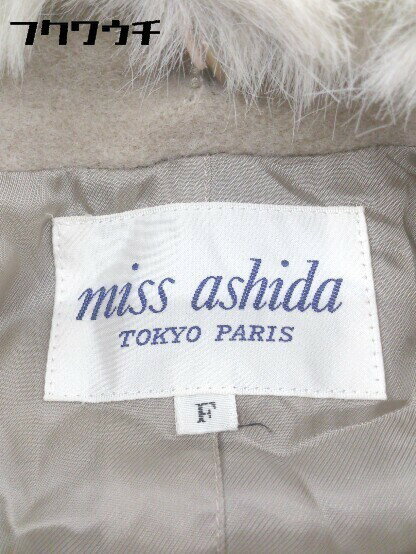 フクウウチ
miss ashida
TOKYO PARIS
F